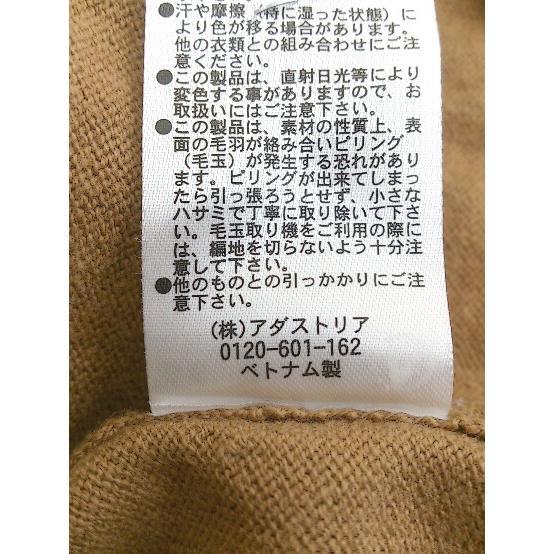 ●汗や摩擦(特に湿った状態)に
より色が移る場合があります。
他の衣類との組み合わせにご注
意ください。
●この製品は、直射日光等により
変色する事がありますので、お
取扱いにはご注意下さい。
●この製品は、素材の性質上、表
面の毛羽が絡み合いピリング
(毛玉)が発生する恐れがあり
ます。ピリングが出来てしまっ
たら引っ張ろうとせず、小さな
ハサミで丁寧に取り除いて下さ
い。毛玉取り機をご利用の際に
は、編地を切らないよう十分注
意して下さい。
●他のものとの引っかかりにご注
意下さい。
(株)アダストリア
0120-601-162
ベトナム製